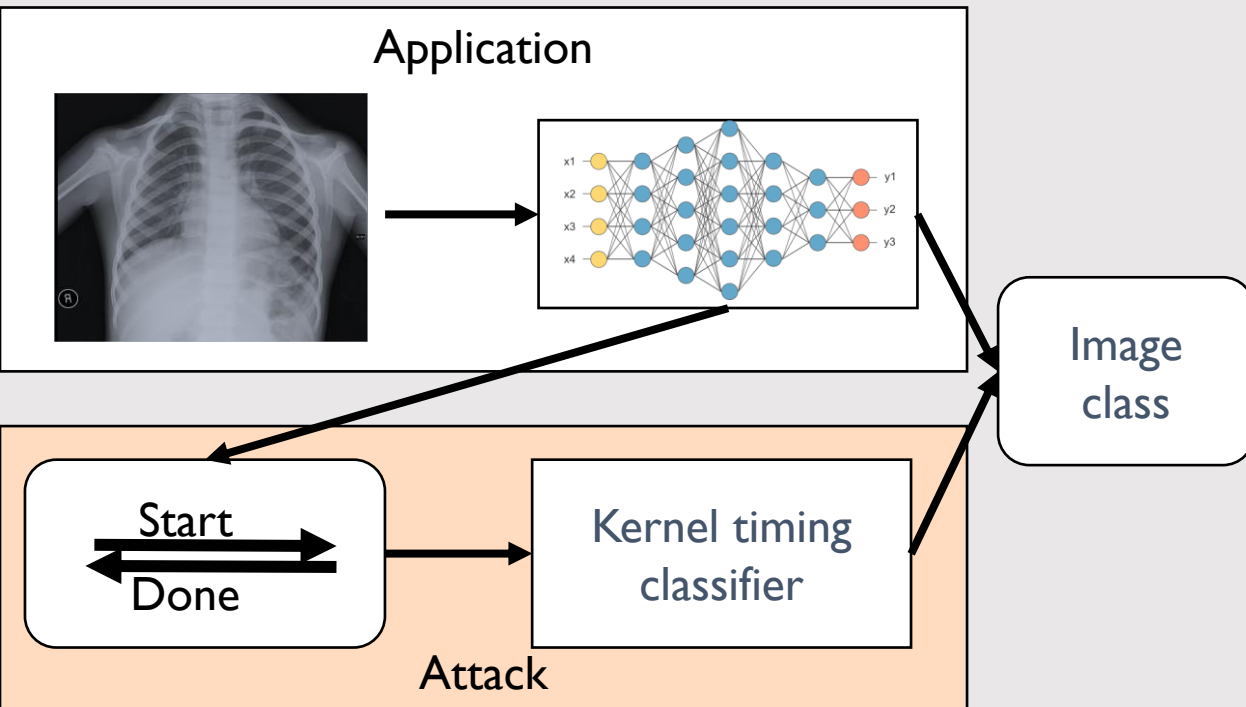 Application
x1
x2
x3
x4
y1
y2
y3
R
Image
class
Start
Done
Kernel timing
classifier
Attack